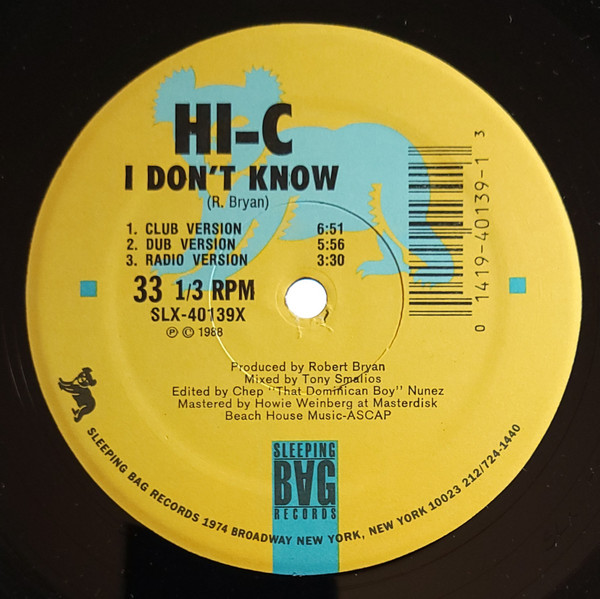 HI-C
I DON'T KNOW
(R. Bryan)
1. CLUB VERSION 6:51
2. DUB VERSION 5:56
3. RADIO VERSION 3:30
33 1/3 RPM
SLX-40139X
Ⓟ © 1988
0 1419-40139-1 3
Produced by Robert Bryan
Mixed by Tony Smalios
Edited by Chep "That Dominican Boy" Nunez
Mastered by Howie Weinberg at Masterdisk
Beach House Music-ASCAP
SLEEPING
BAG
RECORDS
SLEEPING BAG RECORDS 1974 BROADWAY NEW YORK, NEW YORK 10023 212/724-1440